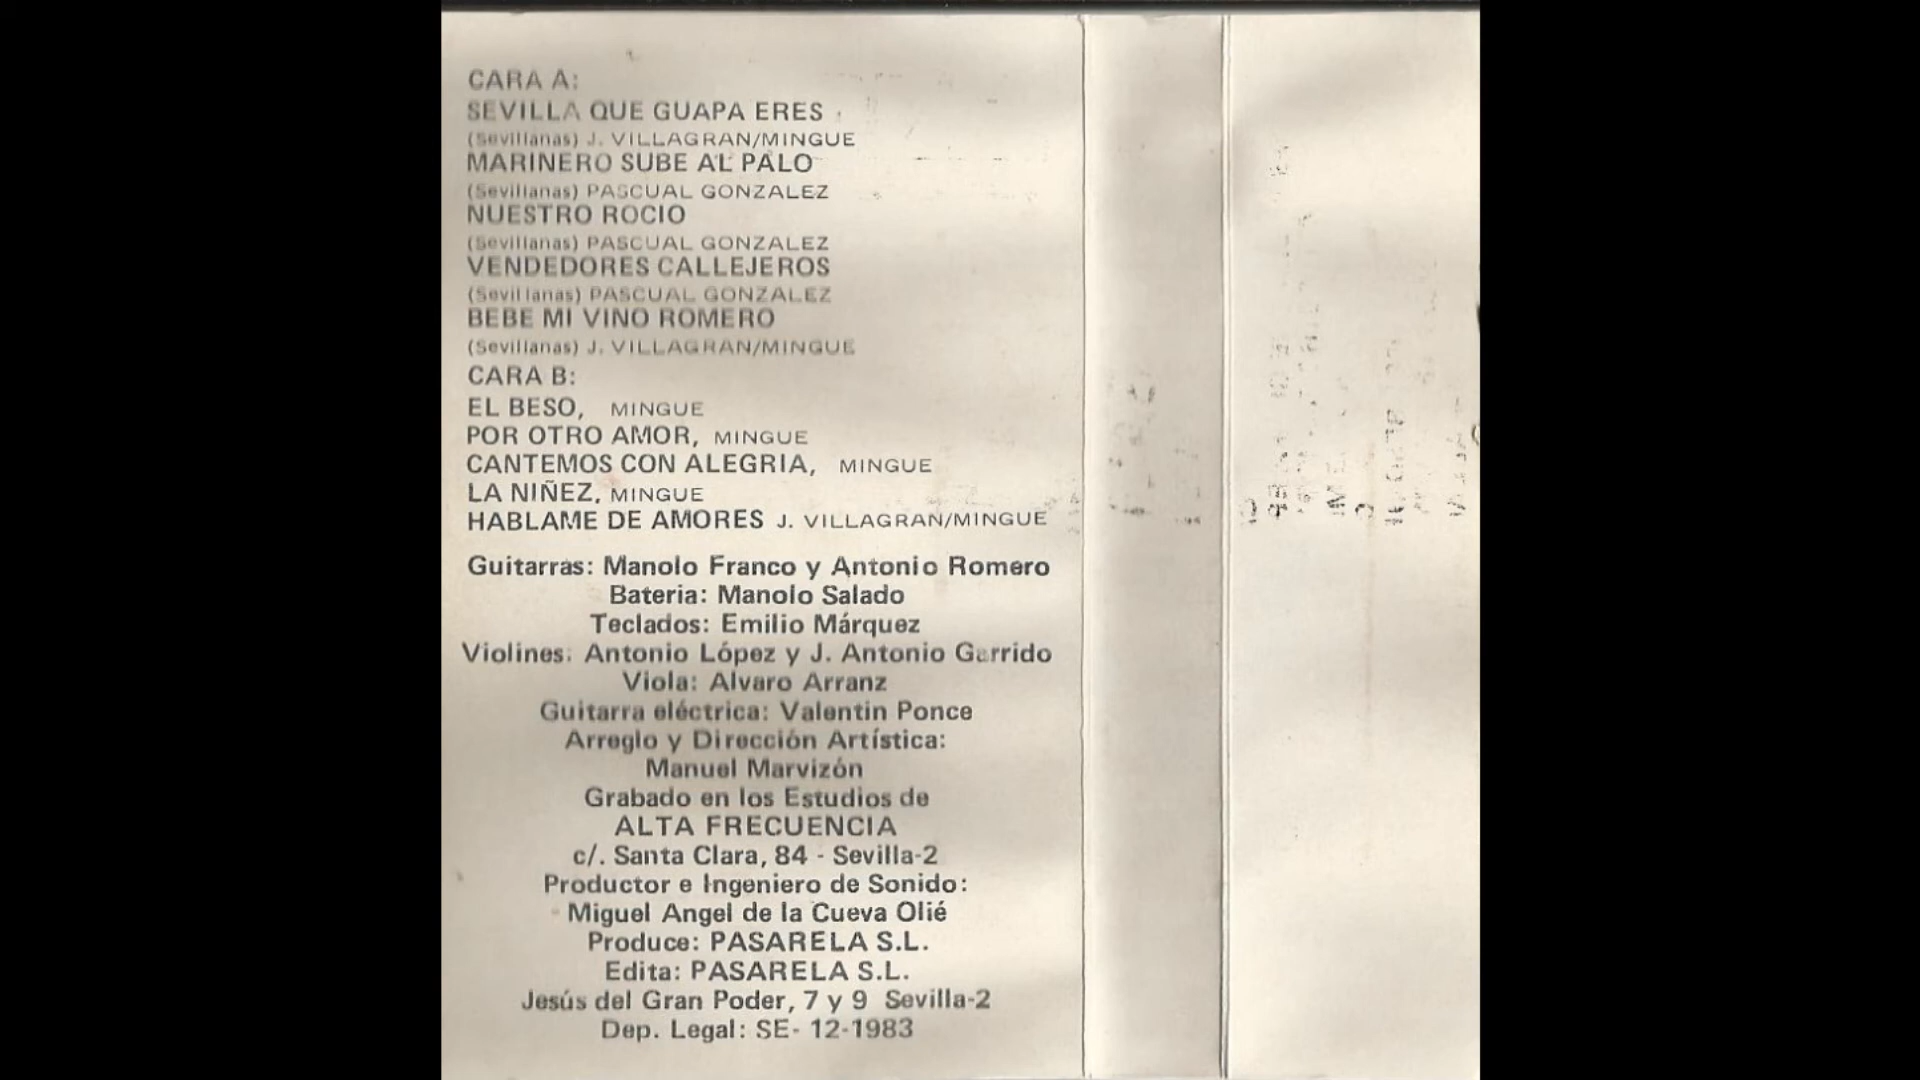 CARA A:
SEVILLA QUE GUAPA ERES
(Sevillanas) J. VILLAGRAN/MINGUE
MARINERO SUBE AL PALO
(Sevillanas) PASCUAL GONZALEZ
NUESTRO ROCIO
(Sevillanas) PASCUAL GONZALEZ
VENDEDORES CALLEJEROS
(Sevillanas) PASCUAL GONZALEZ
BEBE MI VINO ROMERO
(Sevillanas) J. VILLAGRAN/MINGUE
CARA B:
EL BESO, MINGUE
POR OTRO AMOR, MINGUE
CANTEMOS CON ALEGRIA, MINGUE
LA NIÑEZ, MINGUE
HABLAME DE AMORES J. VILLAGRAN/MINGUE
Guitarras: Manolo Franco y Antonio Romero
Bateria: Manolo Salado
Teclados: Emilio Márquez
Violines: Antonio López y J. Antonio Garrido
Viola: Alvaro Arranz
Guitarra eléctrica: Valentin Ponce
Arreglo y Dirección Artística:
Manuel Marvizón
Grabado en los Estudios de
ALTA FRECUENCIA
c/. Santa Clara, 84 - Sevilla-2
Productor e Ingeniero de Sonido:
Miguel Angel de la Cueva Olié
Produce: PASARELA S.L.
Edita: PASARELA S.L.
Jesús del Gran Poder, 7 y 9 Sevilla-2
Dep. Legal: SE- 12-1983